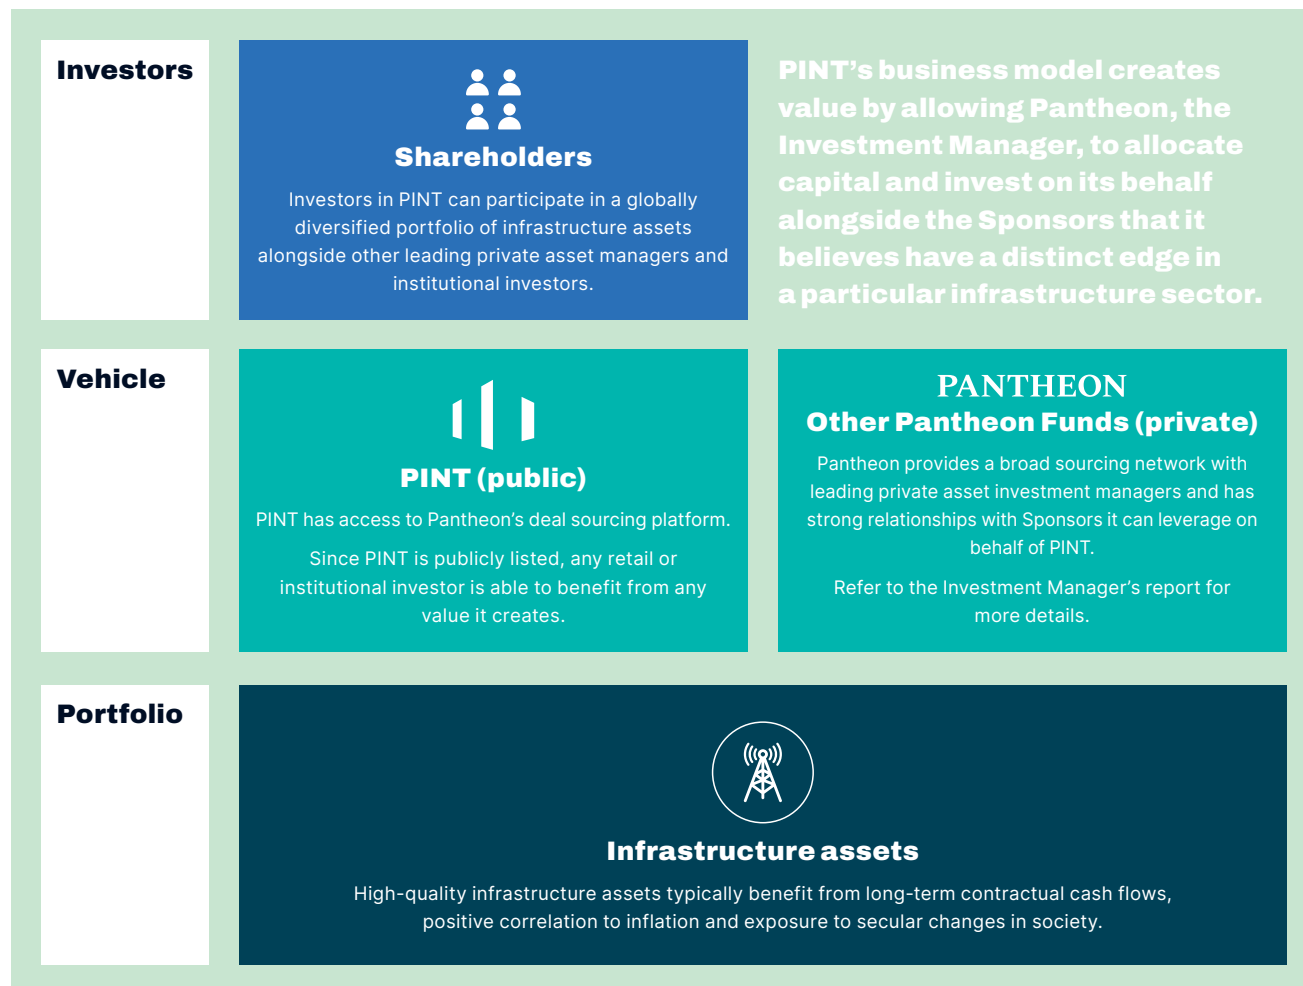 Investors
Shareholders
Investors in PINT can participate in a globally
diversified portfolio of infrastructure assets
alongside other leading private asset managers and
institutional investors.
PINT’s business model creates
value by allowing Pantheon, the
Investment Manager, to allocate
capital and invest on its behalf
alongside the Sponsors that it
believes have a distinct edge in
a particular infrastructure sector.
Vehicle
PINT (public)
PINT has access to Pantheon’s deal sourcing platform.
Since PINT is publicly listed, any retail or
institutional investor is able to benefit from any
value it creates.
PANTHEON
Other Pantheon Funds (private)
Pantheon provides a broad sourcing network with
leading private asset investment managers and has
strong relationships with Sponsors it can leverage on
behalf of PINT.
Refer to the Investment Manager’s report for
more details.
Portfolio
Infrastructure assets
High-quality infrastructure assets typically benefit from long-term contractual cash flows,
positive correlation to inflation and exposure to secular changes in society.